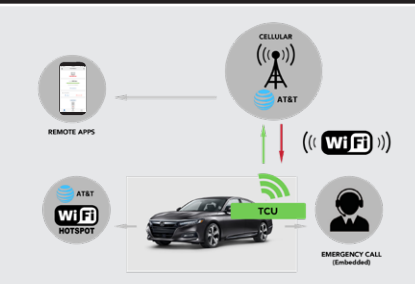 CELLULAR
AT&T
REMOTE APPS
WiFi
AT&T
WiFi
HOTSPOT
TCU
EMERGENCY CALL
(Embedded)